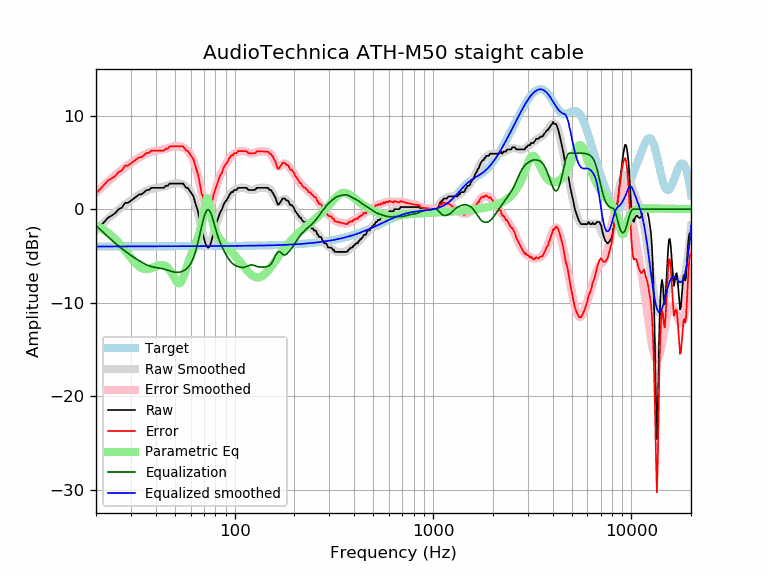 AudioTechnica ATH-M50 staight cable
Amplitude (dBr)
10
0
−10
−20
−30
Target
Raw Smoothed
Error Smoothed
Raw
Error
Parametric Eq
Equalization
Equalized smoothed
100 1000 10000
Frequency (Hz)